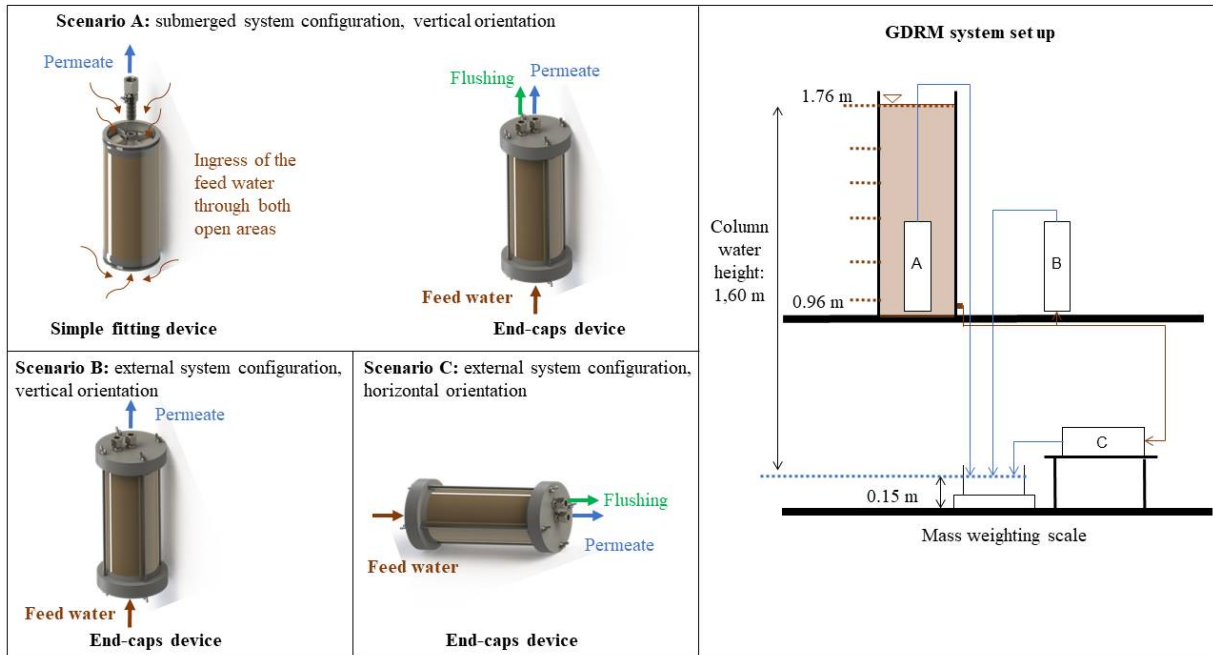 Scenario A: submerged system configuration, vertical orientation
Permeate
Ingress of the
feed water
through both
open areas
Simple fitting device
Flushing
Permeate
Feed water
End-caps device
Scenario B: external system configuration,
vertical orientation
Permeate
Feed water
End-caps device
Scenario C: external system configuration,
horizontal orientation
Flushing
Permeate
Feed water
End-caps device
GDRM system set up
1.76 m
Column
water
height:
1,60 m
A
B
0.96 m
C
0.15 m
Mass weighting scale